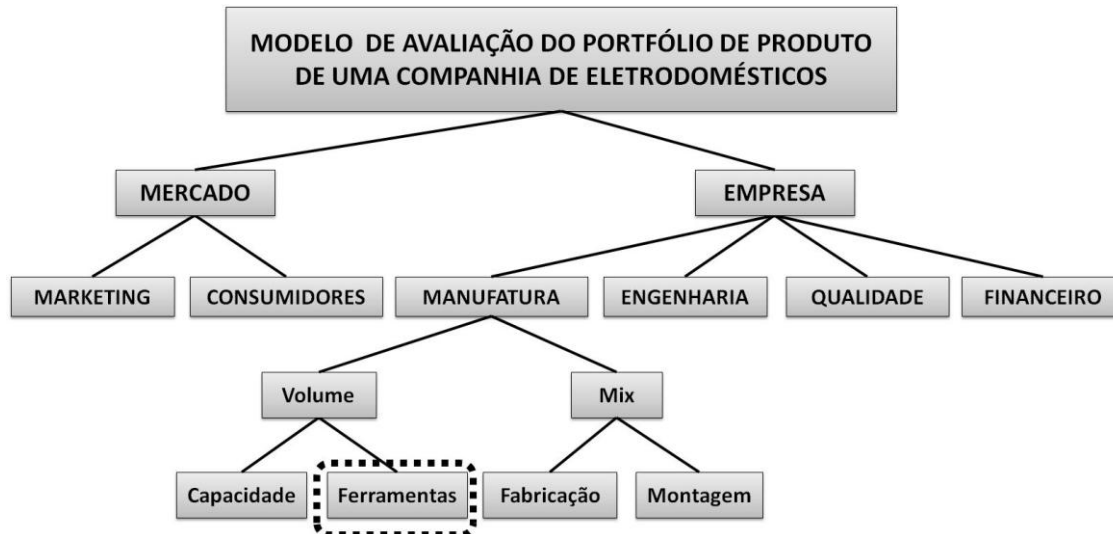 MODELO DE AVALIAÇÃO DO PORTFÓLIO DE PRODUTO
DE UMA COMPANHIA DE ELETRODOMÉSTICOS
MERCADO
EMPRESA
MARKETING
CONSUMIDORES
MANUFATURA
ENGENHARIA
QUALIDADE
FINANCEIRO
Volume
Mix
Capacidade
Ferramentas
Fabricação
Montagem